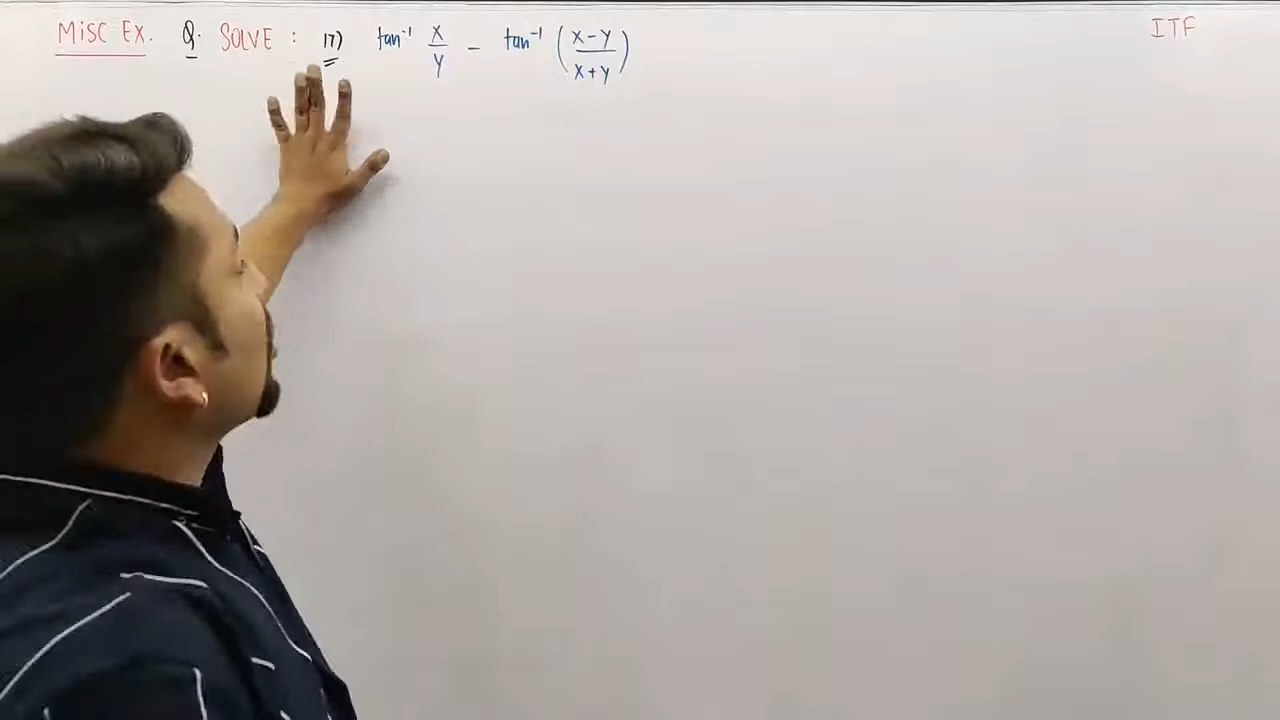 MISC EX. Q. SOLVE : 17) tan⁻¹ x/y - tan⁻¹ (x-y/x+y)
ITF